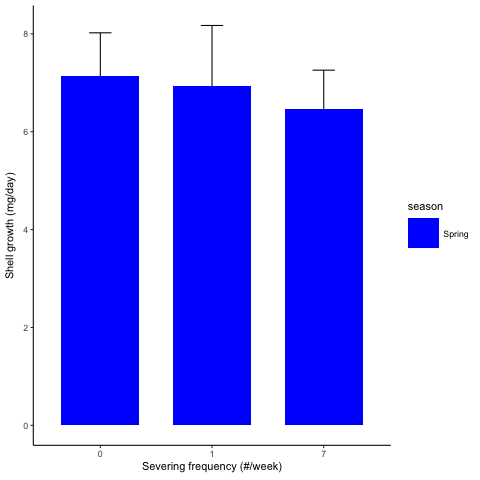 Shell growth (mg/day)
8
6
4
2
0
0 1 7
Severing frequency (#/week)
season
Spring